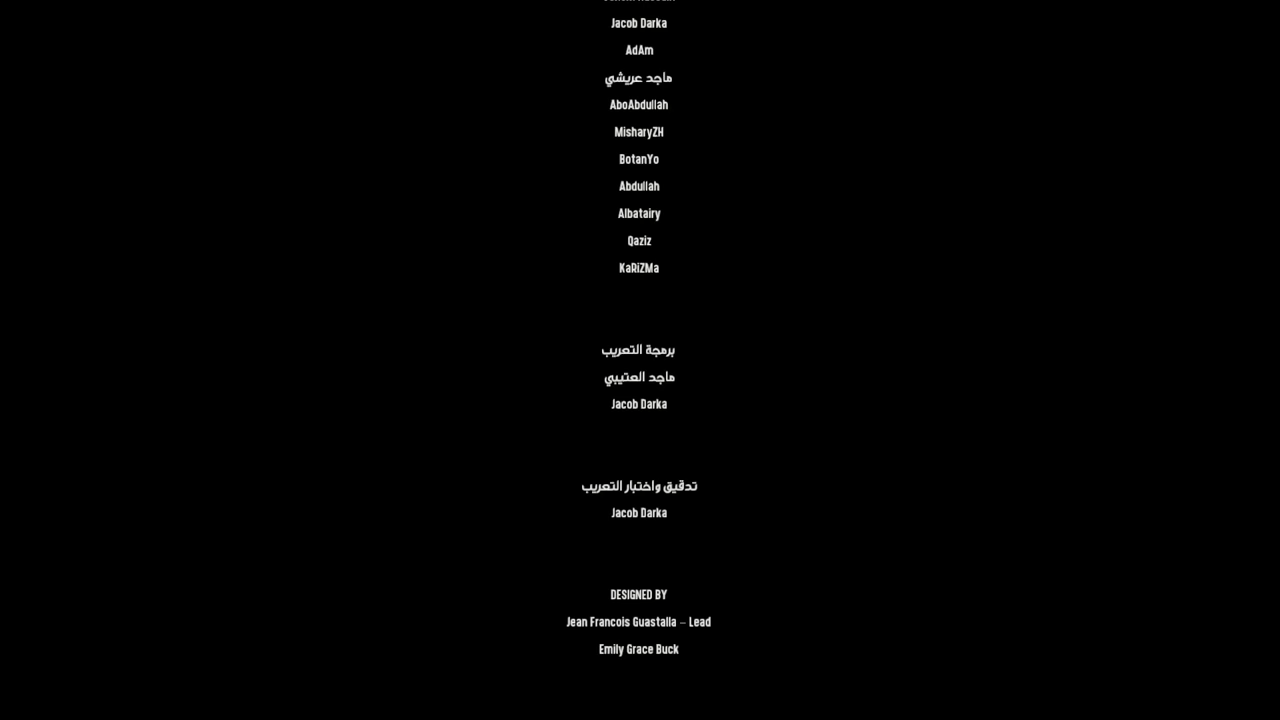 Jacob Darka
AdAm
ماجد عريشي
AboAbdullah
MisharyZH
BotanYo
Abdullah
Albatairy
Qaziz
KaRiZMa
برمجة التعريب
ماجد العتيبي
Jacob Darka
تدقيق واختبار التعريب
Jacob Darka
DESIGNED BY
Jean Francois Guastalla – Lead
Emily Grace Buck